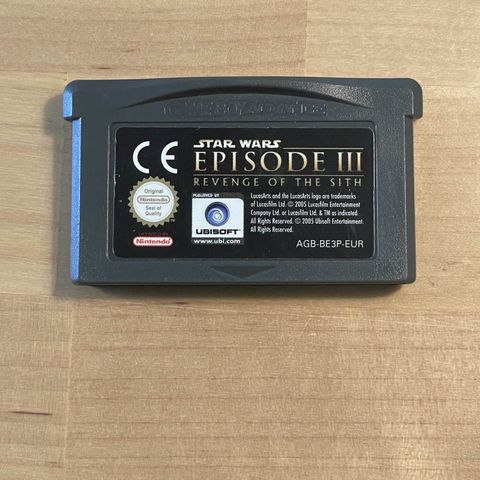 GAME BOY ADVANCE
STAR WARS
EPISODE III
REVENGE OF THE SITH
CE
Original
Nintendo
Seal of
Quality
LICENSED BY
Nintendo
PUBLISHED BY
UBISOFT
www.ubi.com
LucasArts and the LucasArts logo are trademarks
of Lucasfilm Ltd. © 2005 Lucasfilm Entertainment
Company Ltd. or Lucasfilm Ltd. & TM as indicated.
All Rights Reserved. © 2005 Ubisoft Entertainment.
All Rights Reserved.
AGB-BE3P-EUR